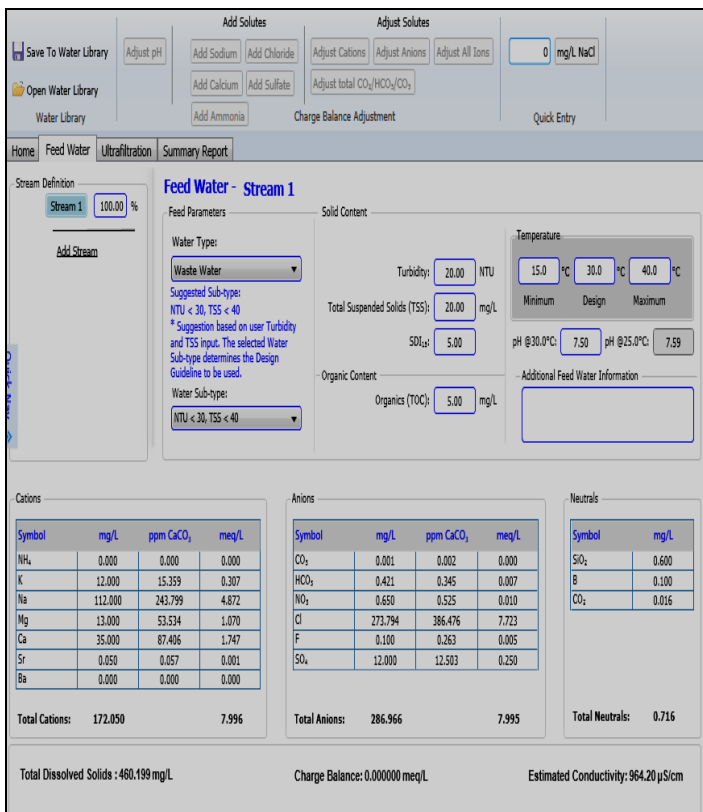 Add Solutes
Adjust Solutes
Save To Water Library
Adjust pH
Add Sodium
Add Chloride
Adjust Cations
Adjust Anions
Adjust All Ions
0
mg/L NaCl
Open Water Library
Add Calcium
Add Sulfate
Adjust total CO₂/HCO₃/CO₃
Water Library
Add Ammonia
Charge Balance Adjustment
Quick Entry
Home
Feed Water
Ultrafiltration
Summary Report
Stream Definition
Stream 1 100.00 %
Add Stream
Feed Water - Stream 1
Feed Parameters
Water Type:
Waste Water
Suggested Sub-type:
NTU < 30, TSS < 40
* Suggestion based on user Turbidity
and TSS input. The selected Water
Sub-type determines the Design
Guideline to be used.
Water Sub-type:
NTU < 30, TSS < 40
Solid Content
Turbidity: 20.00 NTU
Total Suspended Solids (TSS): 20.00 mg/L
SDI₁₅: 5.00
Organic Content
Organics (TOC): 5.00 mg/L
Temperature
15.0 °C 30.0 °C 40.0 °C
Minimum Design Maximum
pH @30.0°C: 7.50 pH @25.0°C: 7.59
Additional Feed Water Information
Cations
Symbol mg/L ppm CaCO₃ meq/L
NH₄ 0.000 0.000 0.000
K 12.000 15.359 0.307
Na 112.000 243.799 4.872
Mg 13.000 53.534 1.070
Ca 35.000 87.406 1.747
Sr 0.050 0.057 0.001
Ba 0.000 0.000 0.000
Total Cations: 172.050 7.996
Anions
Symbol mg/L ppm CaCO₃ meq/L
CO₃ 0.001 0.002 0.000
HCO₃ 0.421 0.345 0.007
NO₃ 0.650 0.525 0.010
Cl 273.794 386.476 7.723
F 0.100 0.263 0.005
SO₄ 12.000 12.503 0.250
Total Anions: 286.966 7.995
Neutrals
Symbol mg/L
SiO₂ 0.600
B 0.100
CO₂ 0.016
Total Neutrals: 0.716
Total Dissolved Solids : 460.199 mg/L
Charge Balance: 0.000000 meq/L
Estimated Conductivity: 964.20 µS/cm